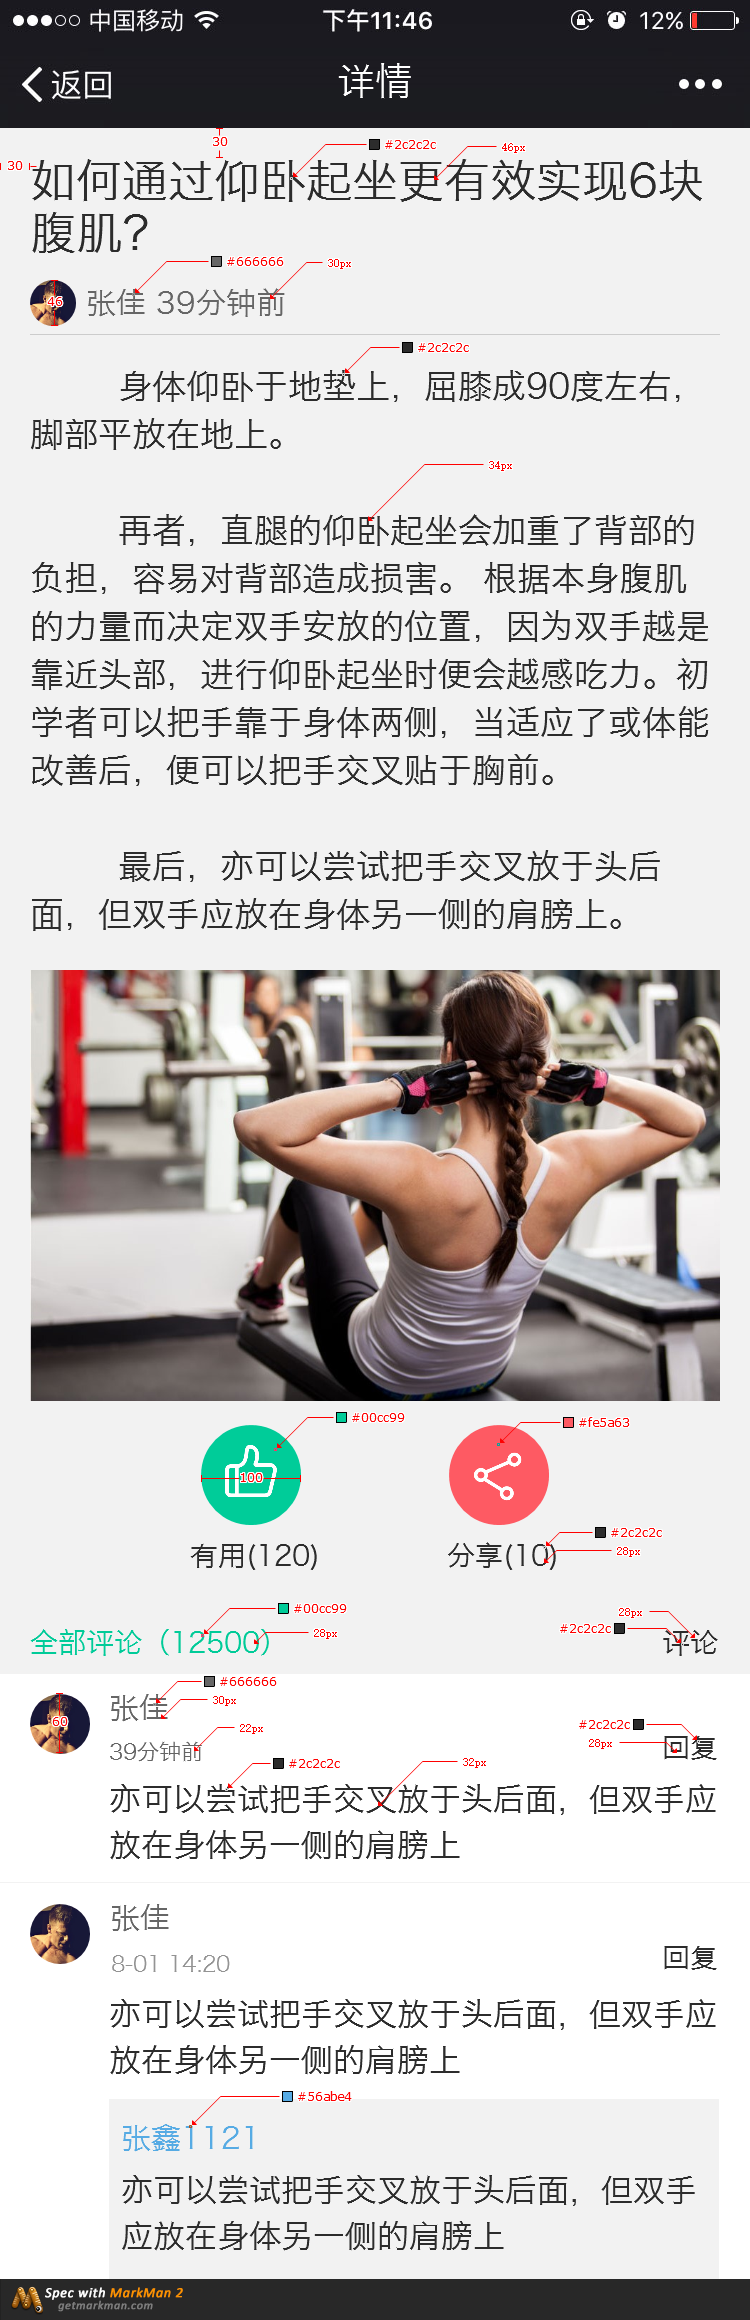 中国移动 下午11:46 12%
返回 详情
30
30 #2c2c2c 46px
如何通过仰卧起坐更有效实现6块
腹肌?
#666666 30px
46 张佳 39分钟前
#2c2c2c
身体仰卧于地垫上，屈膝成90度左右，
脚部平放在地上。
34px
再者，直腿的仰卧起坐会加重了背部的
负担，容易对背部造成损害。 根据本身腹肌
的力量而决定双手安放的位置，因为双手越是
靠近头部，进行仰卧起坐时便会越感吃力。初
学者可以把手靠于身体两侧，当适应了或体能
改善后，便可以把手交叉贴于胸前。
最后，亦可以尝试把手交叉放于头后
面，但双手应放在身体另一侧的肩膀上。
#00cc99 #fe5a63
100
#2c2c2c
28px
有用(120) 分享(10)
#00cc99 28px
28px #2c2c2c
全部评论（12500） 评论
#666666
张佳 30px
60
22px #2c2c2c
39分钟前 28px 回复
#2c2c2c 32px
亦可以尝试把手交叉放于头后面，但双手应
放在身体另一侧的肩膀上
张佳
8-01 14:20 回复
亦可以尝试把手交叉放于头后面，但双手应
放在身体另一侧的肩膀上
#56abe4
张鑫1121
亦可以尝试把手交叉放于头后面，但双手
应放在身体另一侧的肩膀上
Spec with MarkMan 2
getmarkman.com